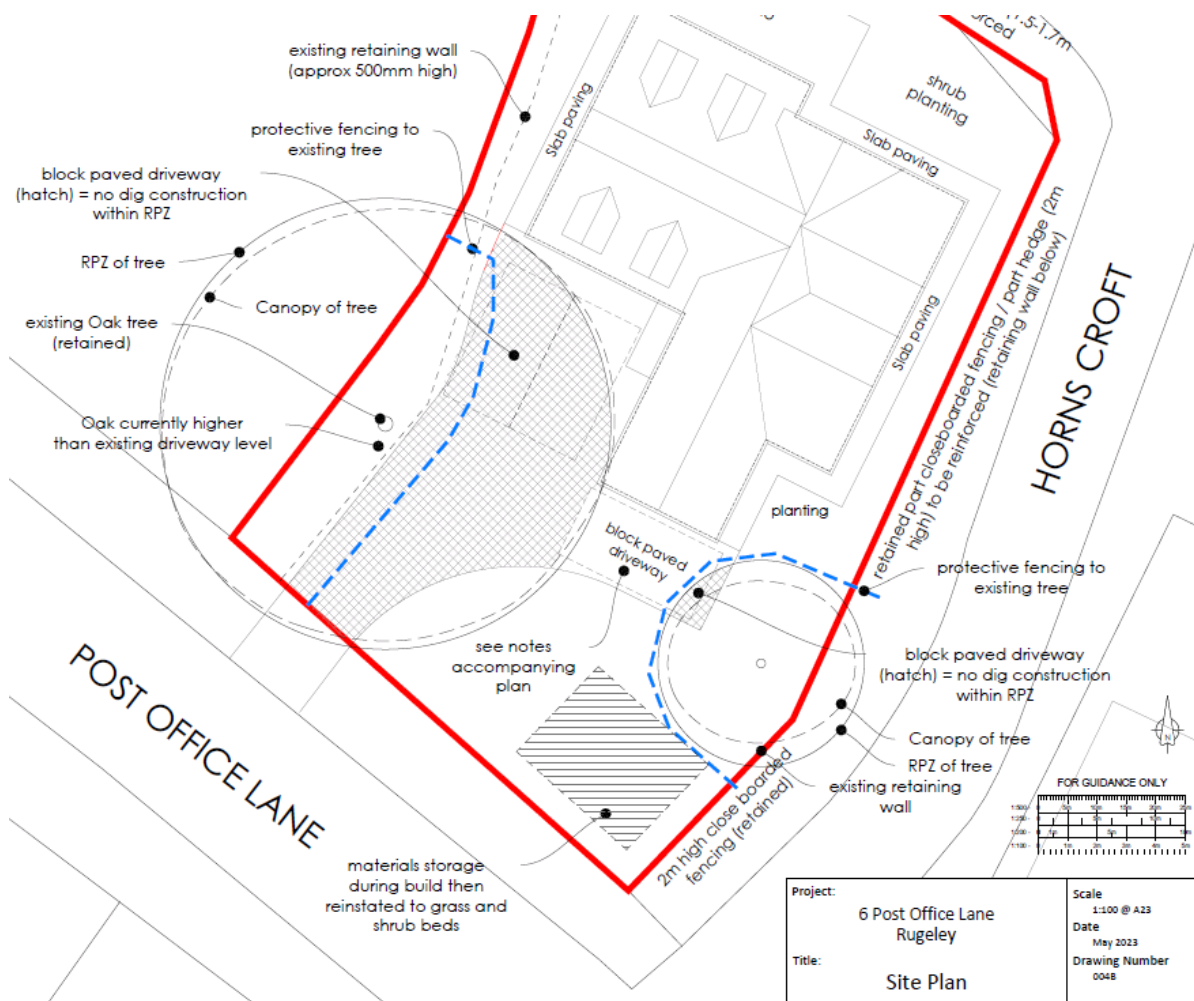 planting
1.5-1.7m
existing retaining wall
(approx 500mm high)
shrub
planting
protective fencing to
existing tree
Slab paving
Slab paving
block paved driveway
(hatch) = no dig construction
within RPZ
RPZ of tree
Canopy of tree
existing Oak tree
(retained)
Oak currently higher
than existing driveway level
Slab paving
retained part closeboarded fencing / part hedge (2m
high) to be reinforced (retaining wall below)
HORNS CROFT
planting
block paved
driveway
protective fencing to
existing tree
see notes
accompanying
plan
block paved driveway
(hatch) = no dig construction
within RPZ
POST OFFICE LANE
Canopy of tree
RPZ of tree
existing retaining
wall
2m high close boarded
fencing (retained)
materials storage
during build then
reinstated to grass and
shrub beds
N
FOR GUIDANCE ONLY
Project:
6 Post Office Lane
Rugeley
Title:
Site Plan
Scale
1:100 @ A23
Date
May 2023
Drawing Number
004B